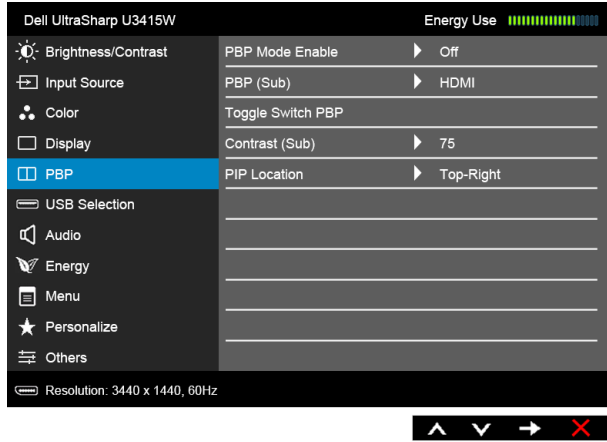 Dell UltraSharp U3415W Energy Use
Brightness/Contrast PBP Mode Enable Off
Input Source PBP (Sub) HDMI
Color Toggle Switch PBP
Display Contrast (Sub) 75
PBP PIP Location Top-Right
USB Selection
Audio
Energy
Menu
Personalize
Others
Resolution: 3440 x 1440, 60Hz